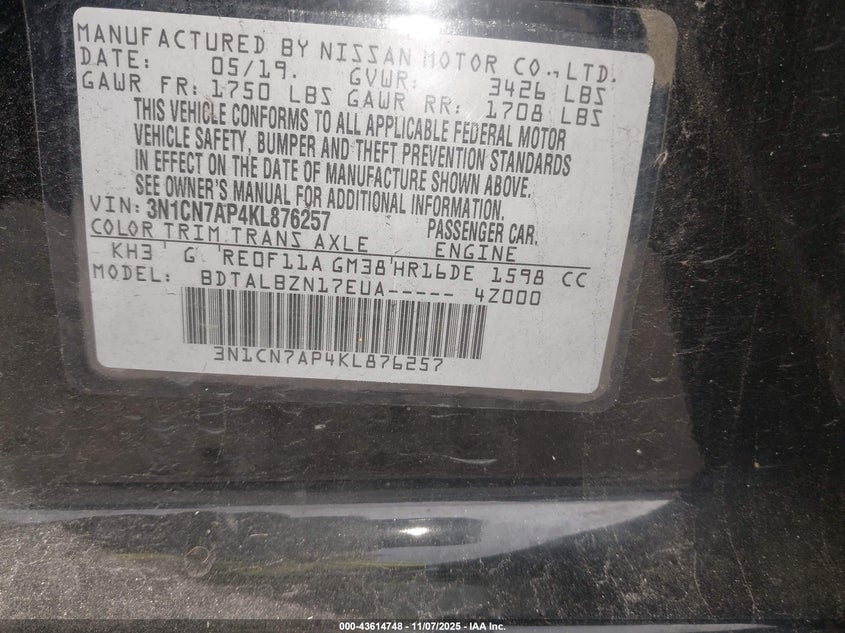 MANUFACTURED BY NISSAN MOTOR CO., LTD.
DATE: 05/19. GVWR: 3426 LBS
GAWR FR: 1750 LBS GAWR RR: 1708 LBS
THIS VEHICLE CONFORMS TO ALL APPLICABLE FEDERAL MOTOR
VEHICLE SAFETY, BUMPER AND THEFT PREVENTION STANDARDS
IN EFFECT ON THE DATE OF MANUFACTURE SHOWN ABOVE.
SEE OWNER'S MANUAL FOR ADDITIONAL INFORMATION.
VIN: 3N1CN7AP4KL876257 PASSENGER CAR.
COLOR TRIM TRANS AXLE ENGINE
KH3 ' G 'RE0F11A GM38'HR16DE 1598 CC
MODEL: BDTALBZN17EUA----- 4Z000
3N1CN7AP4KL876257
000-43614748 - 11/07/2025 - IAA Inc.